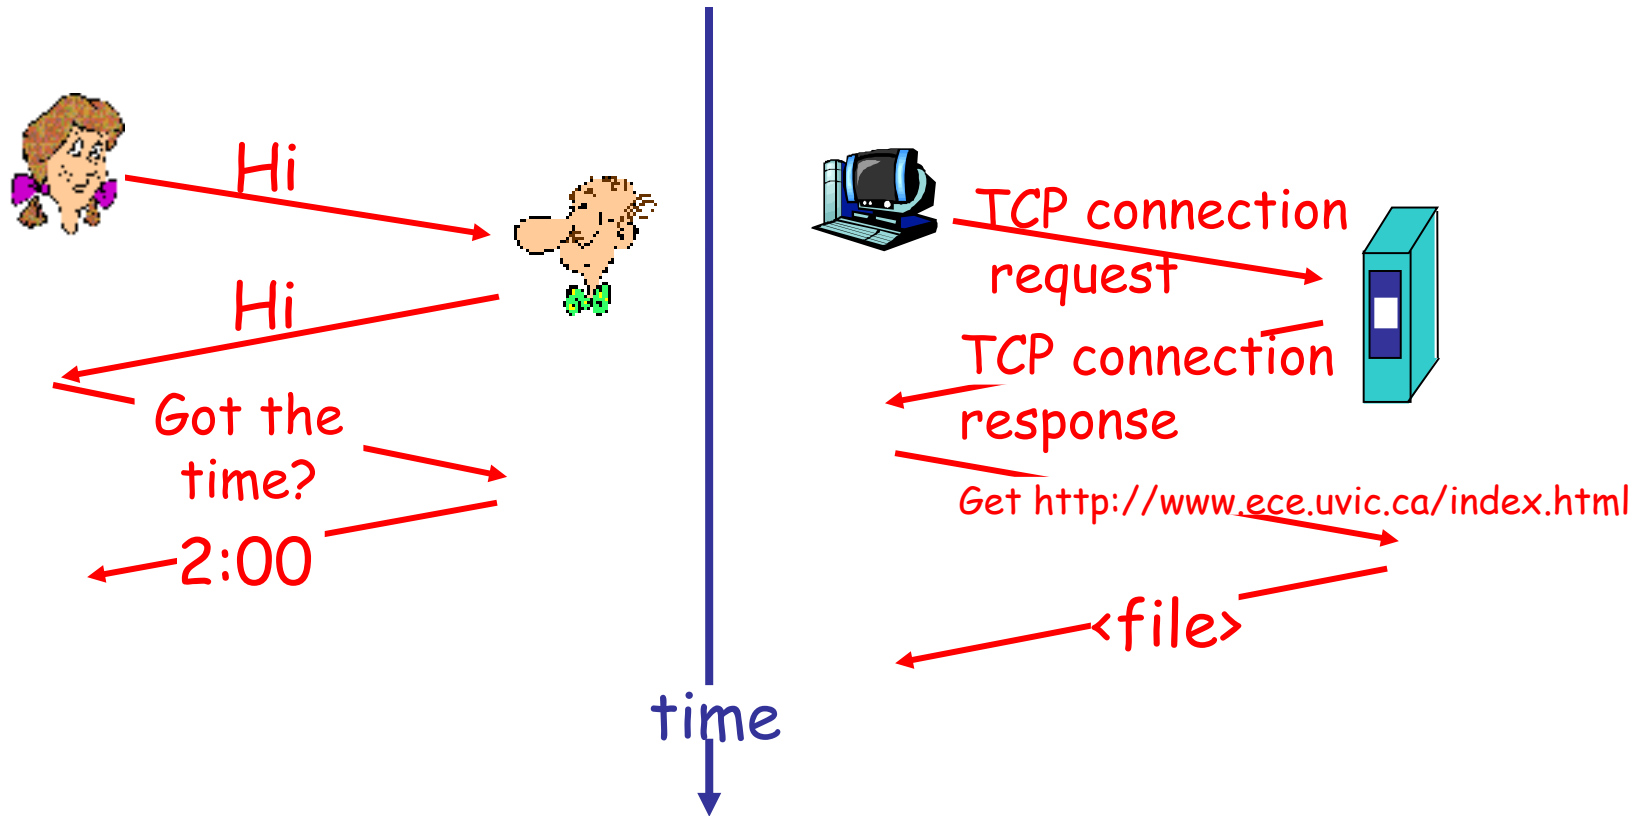 Hi
Hi
Got the
time?
2:00
TCP connection
request
TCP connection
response
Get http://www.ece.uvic.ca/index.html
<file>
time